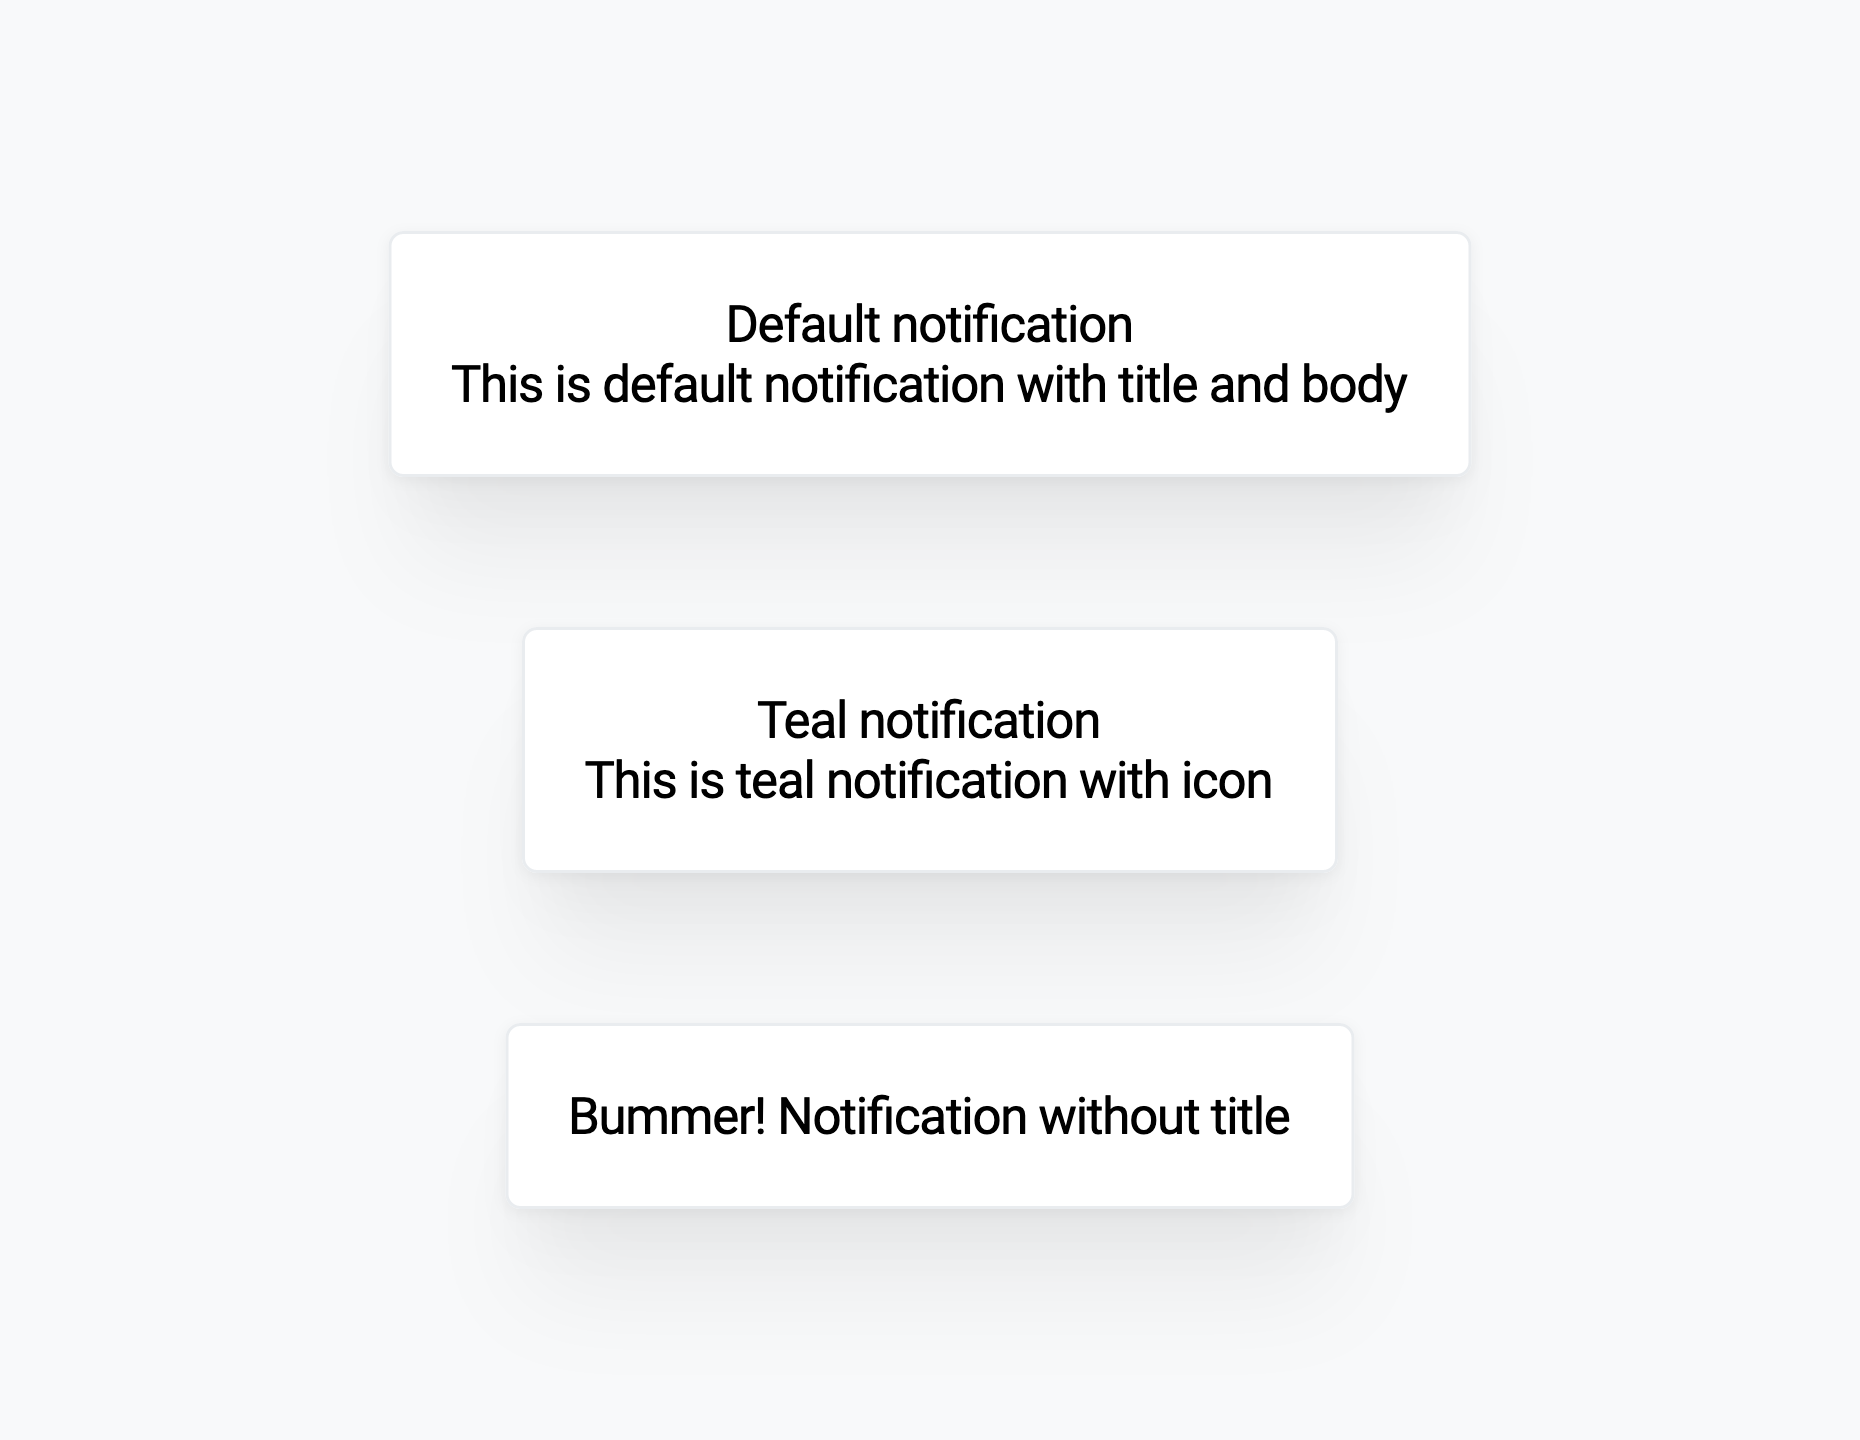 Default notification
This is default notification with title and body
Teal notification
This is teal notification with icon
Bummer! Notification without title